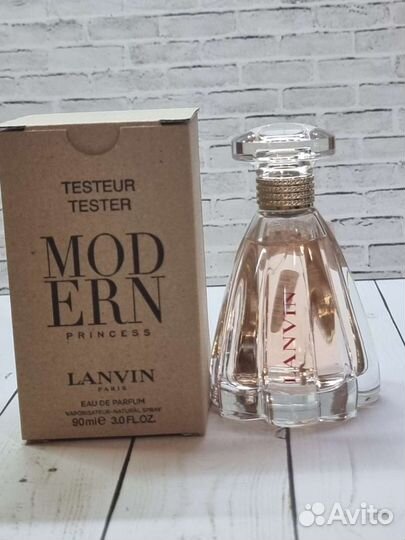 TESTEUR
TESTER
MOD
ERN
PRINCESS
LANVIN
PARIS
EAU DE PARFUM
VAPORISATEUR-NATURAL SPRAY
90ml e 3.0 FL.OZ.
LANVIN
Avito